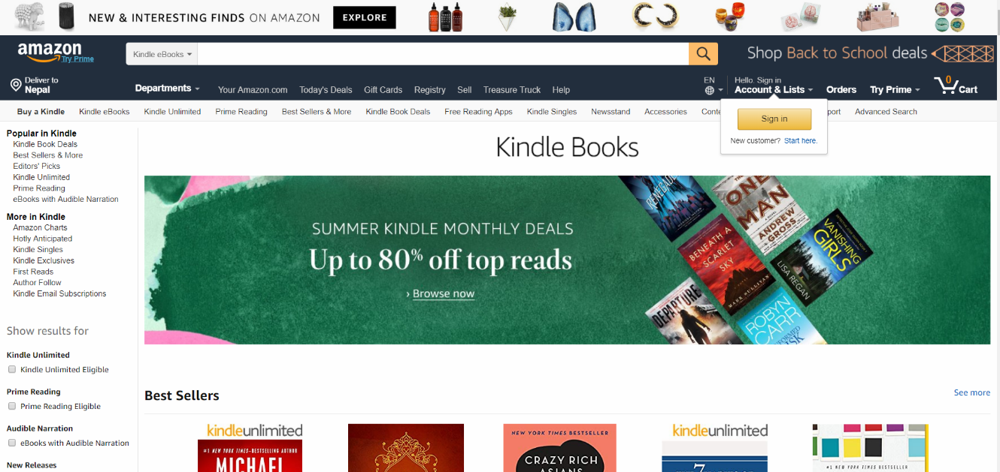 NEW & INTERESTING FINDS ON AMAZON
EXPLORE
amazon
Try Prime
Kindle eBooks
Shop Back to School deals
Deliver to
Nepal
Departments
Your Amazon.com Today's Deals Gift Cards Registry Sell Treasure Truck Help
EN
Hello. Sign in
Account & Lists
Orders
Try Prime
0
Cart
Buy a Kindle Kindle eBooks Kindle Unlimited Prime Reading Best Sellers & More Kindle Book Deals Free Reading Apps Kindle Singles Newsstand Accessories Conte port Advanced Search
Sign in
New customer? Start here.
Popular in Kindle
Kindle Book Deals
Best Sellers & More
Editors' Picks
Kindle Unlimited
Prime Reading
eBooks with Audible Narration
More in Kindle
Amazon Charts
Hotly Anticipated
Kindle Singles
Kindle Exclusives
First Reads
Author Follow
Kindle Email Subscriptions
Show results for
Kindle Unlimited
Kindle Unlimited Eligible
Prime Reading
Prime Reading Eligible
Audible Narration
eBooks with Audible Narration
New Releases
Kindle Books
SUMMER KINDLE MONTHLY DEALS
Up to 80% off top reads
› Browse now
RENEGADE
ONE
MAN
ANDREW
GROSS
BENEATH A
SCARLET
SKY
MARK SULLIVAN
VANISHING
GIRLS
LISA REGAN
DEPARTURE
ROBYN
CARR
Best Sellers
See more
kindleunlimited
#1 NEW YORK TIMES-BESTSELLING AUTHOR
MICHAEL
NEW YORK TIMES BESTSELLER
CRAZY RICH
ASIANS
kindleunlimited
7
#1 NEW YORK TIMES BESTSELLER